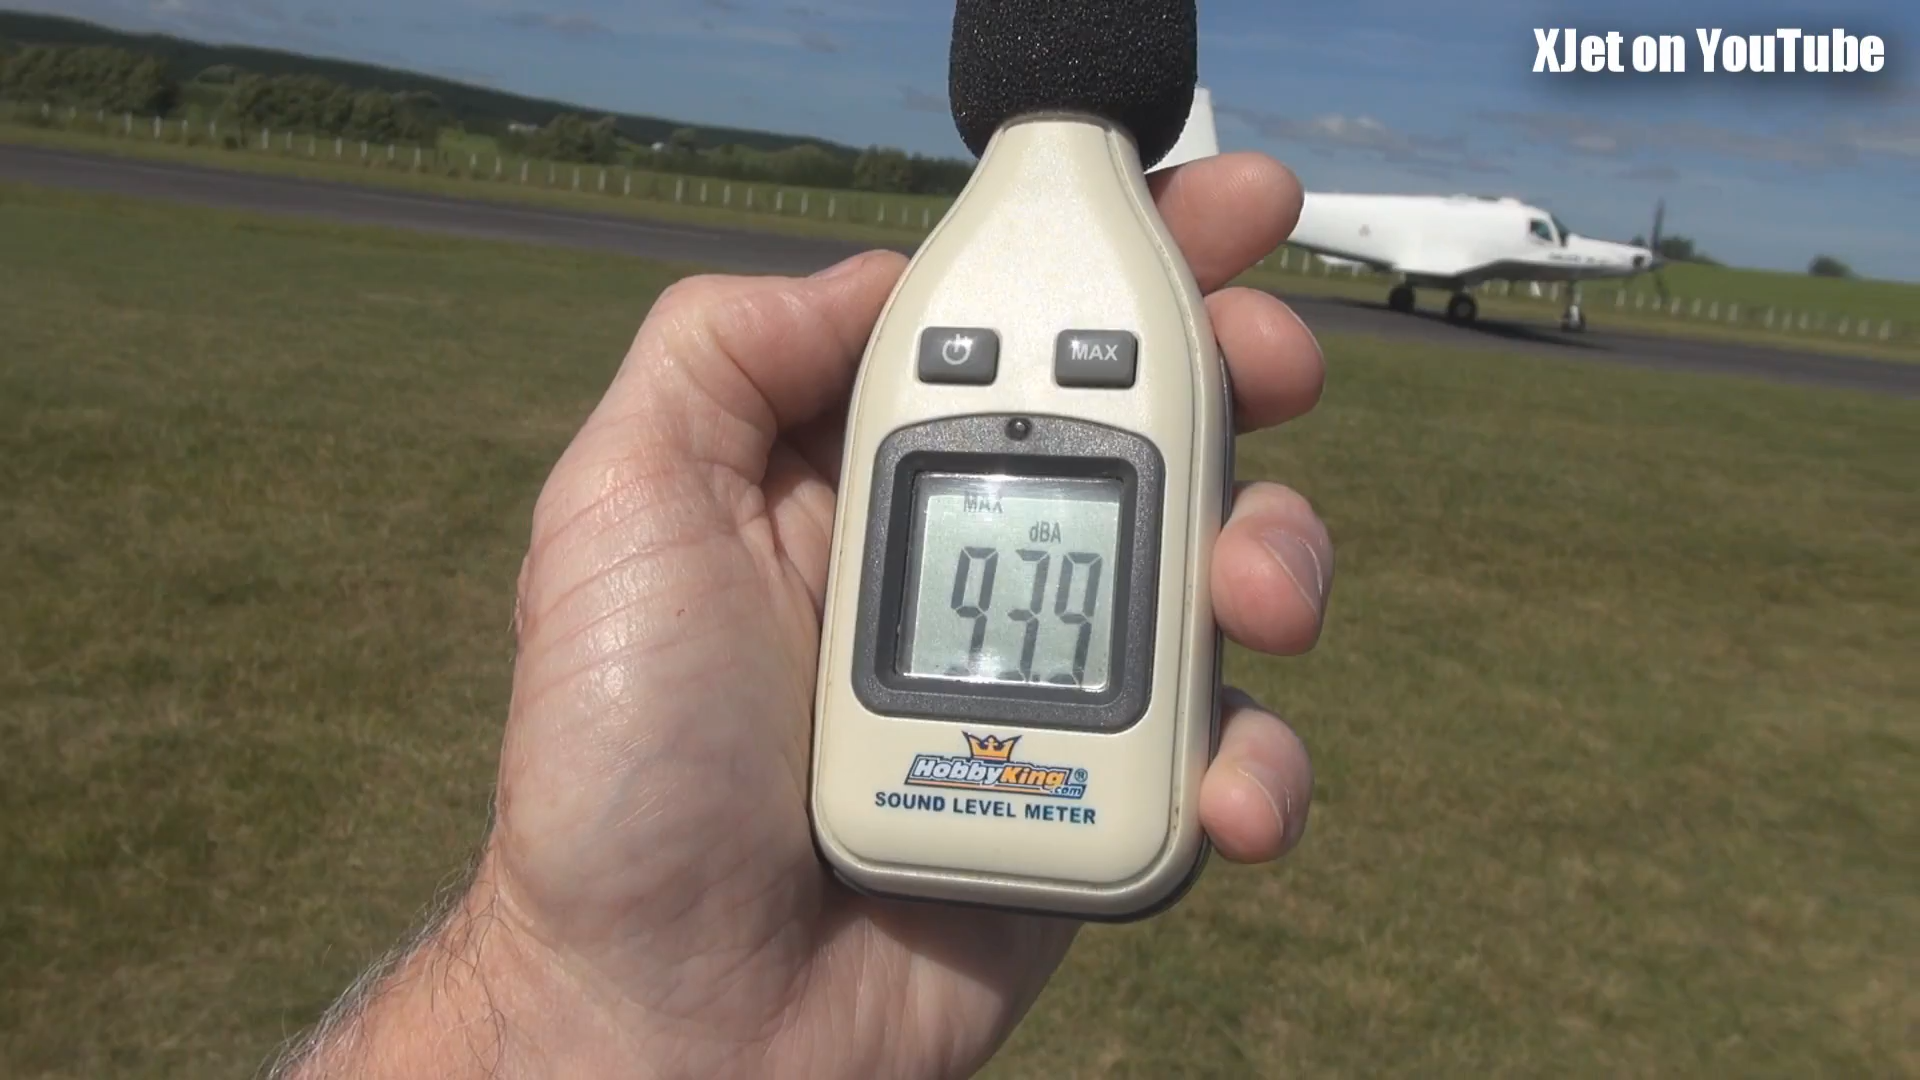 XJet on YouTube
MAX
MAX
dBA
93.9
HobbyKing®
.com
SOUND LEVEL METER